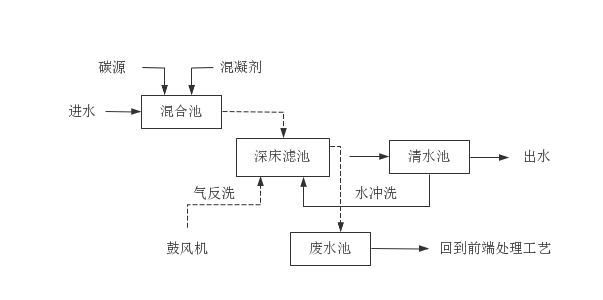 碳源
混凝剂
进水
混合池
深床滤池
清水池
出水
气反洗
水冲洗
鼓风机
废水池
回到前端处理工艺